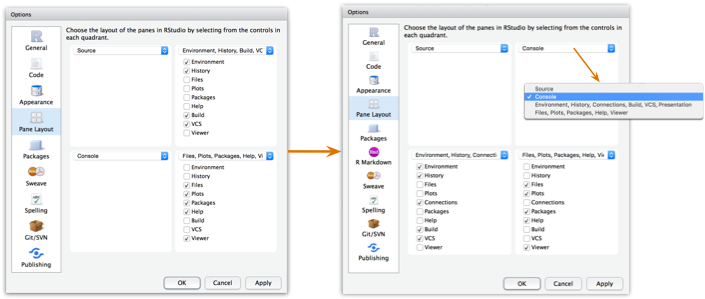 Options
Choose the layout of the panes in RStudio by selecting from the controls in
each quadrant.
General
Code
Appearance
Pane Layout
Packages
Sweave
Spelling
Git/SVN
Publishing
Source
Environment, History, Build, VC
Environment
History
Files
Plots
Packages
Help
Build
VCS
Viewer
Console
Files, Plots, Packages, Help, Vi
Environment
History
Files
Plots
Packages
Help
Build
VCS
Viewer
OK
Cancel
Apply
Options
Choose the layout of the panes in RStudio by selecting from the controls in
each quadrant.
General
Code
Appearance
Pane Layout
Packages
R Markdown
Sweave
Spelling
Git/SVN
Publishing
Source
Console
Source
Console
Environment, History, Connections, Build, VCS, Presentation
Files, Plots, Packages, Help, Viewer
Environment, History, Connecti
Environment
History
Files
Plots
Connections
Packages
Help
Build
VCS
Viewer
Files, Plots, Packages, Help, Vie
Environment
History
Files
Plots
Connections
Packages
Help
Build
VCS
Viewer
OK
Cancel
Apply